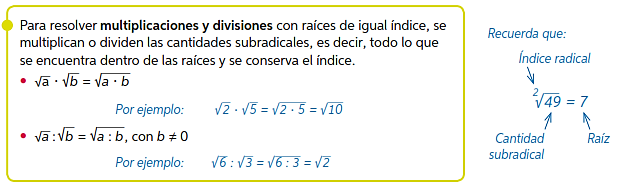 Para resolver multiplicaciones y divisiones con raíces de igual índice, se
multiplican o dividen las cantidades subradicales, es decir, todo lo que
se encuentra dentro de las raíces y se conserva el índice.
• √a · √b = √(a · b)
Por ejemplo: √2 · √5 = √(2 · 5) = √10
• √a : √b = √(a : b), con b ≠ 0
Por ejemplo: √6 : √3 = √(6 : 3) = √2
Recuerda que:
Índice radical
²√49 = 7
Cantidad Raíz
subradical